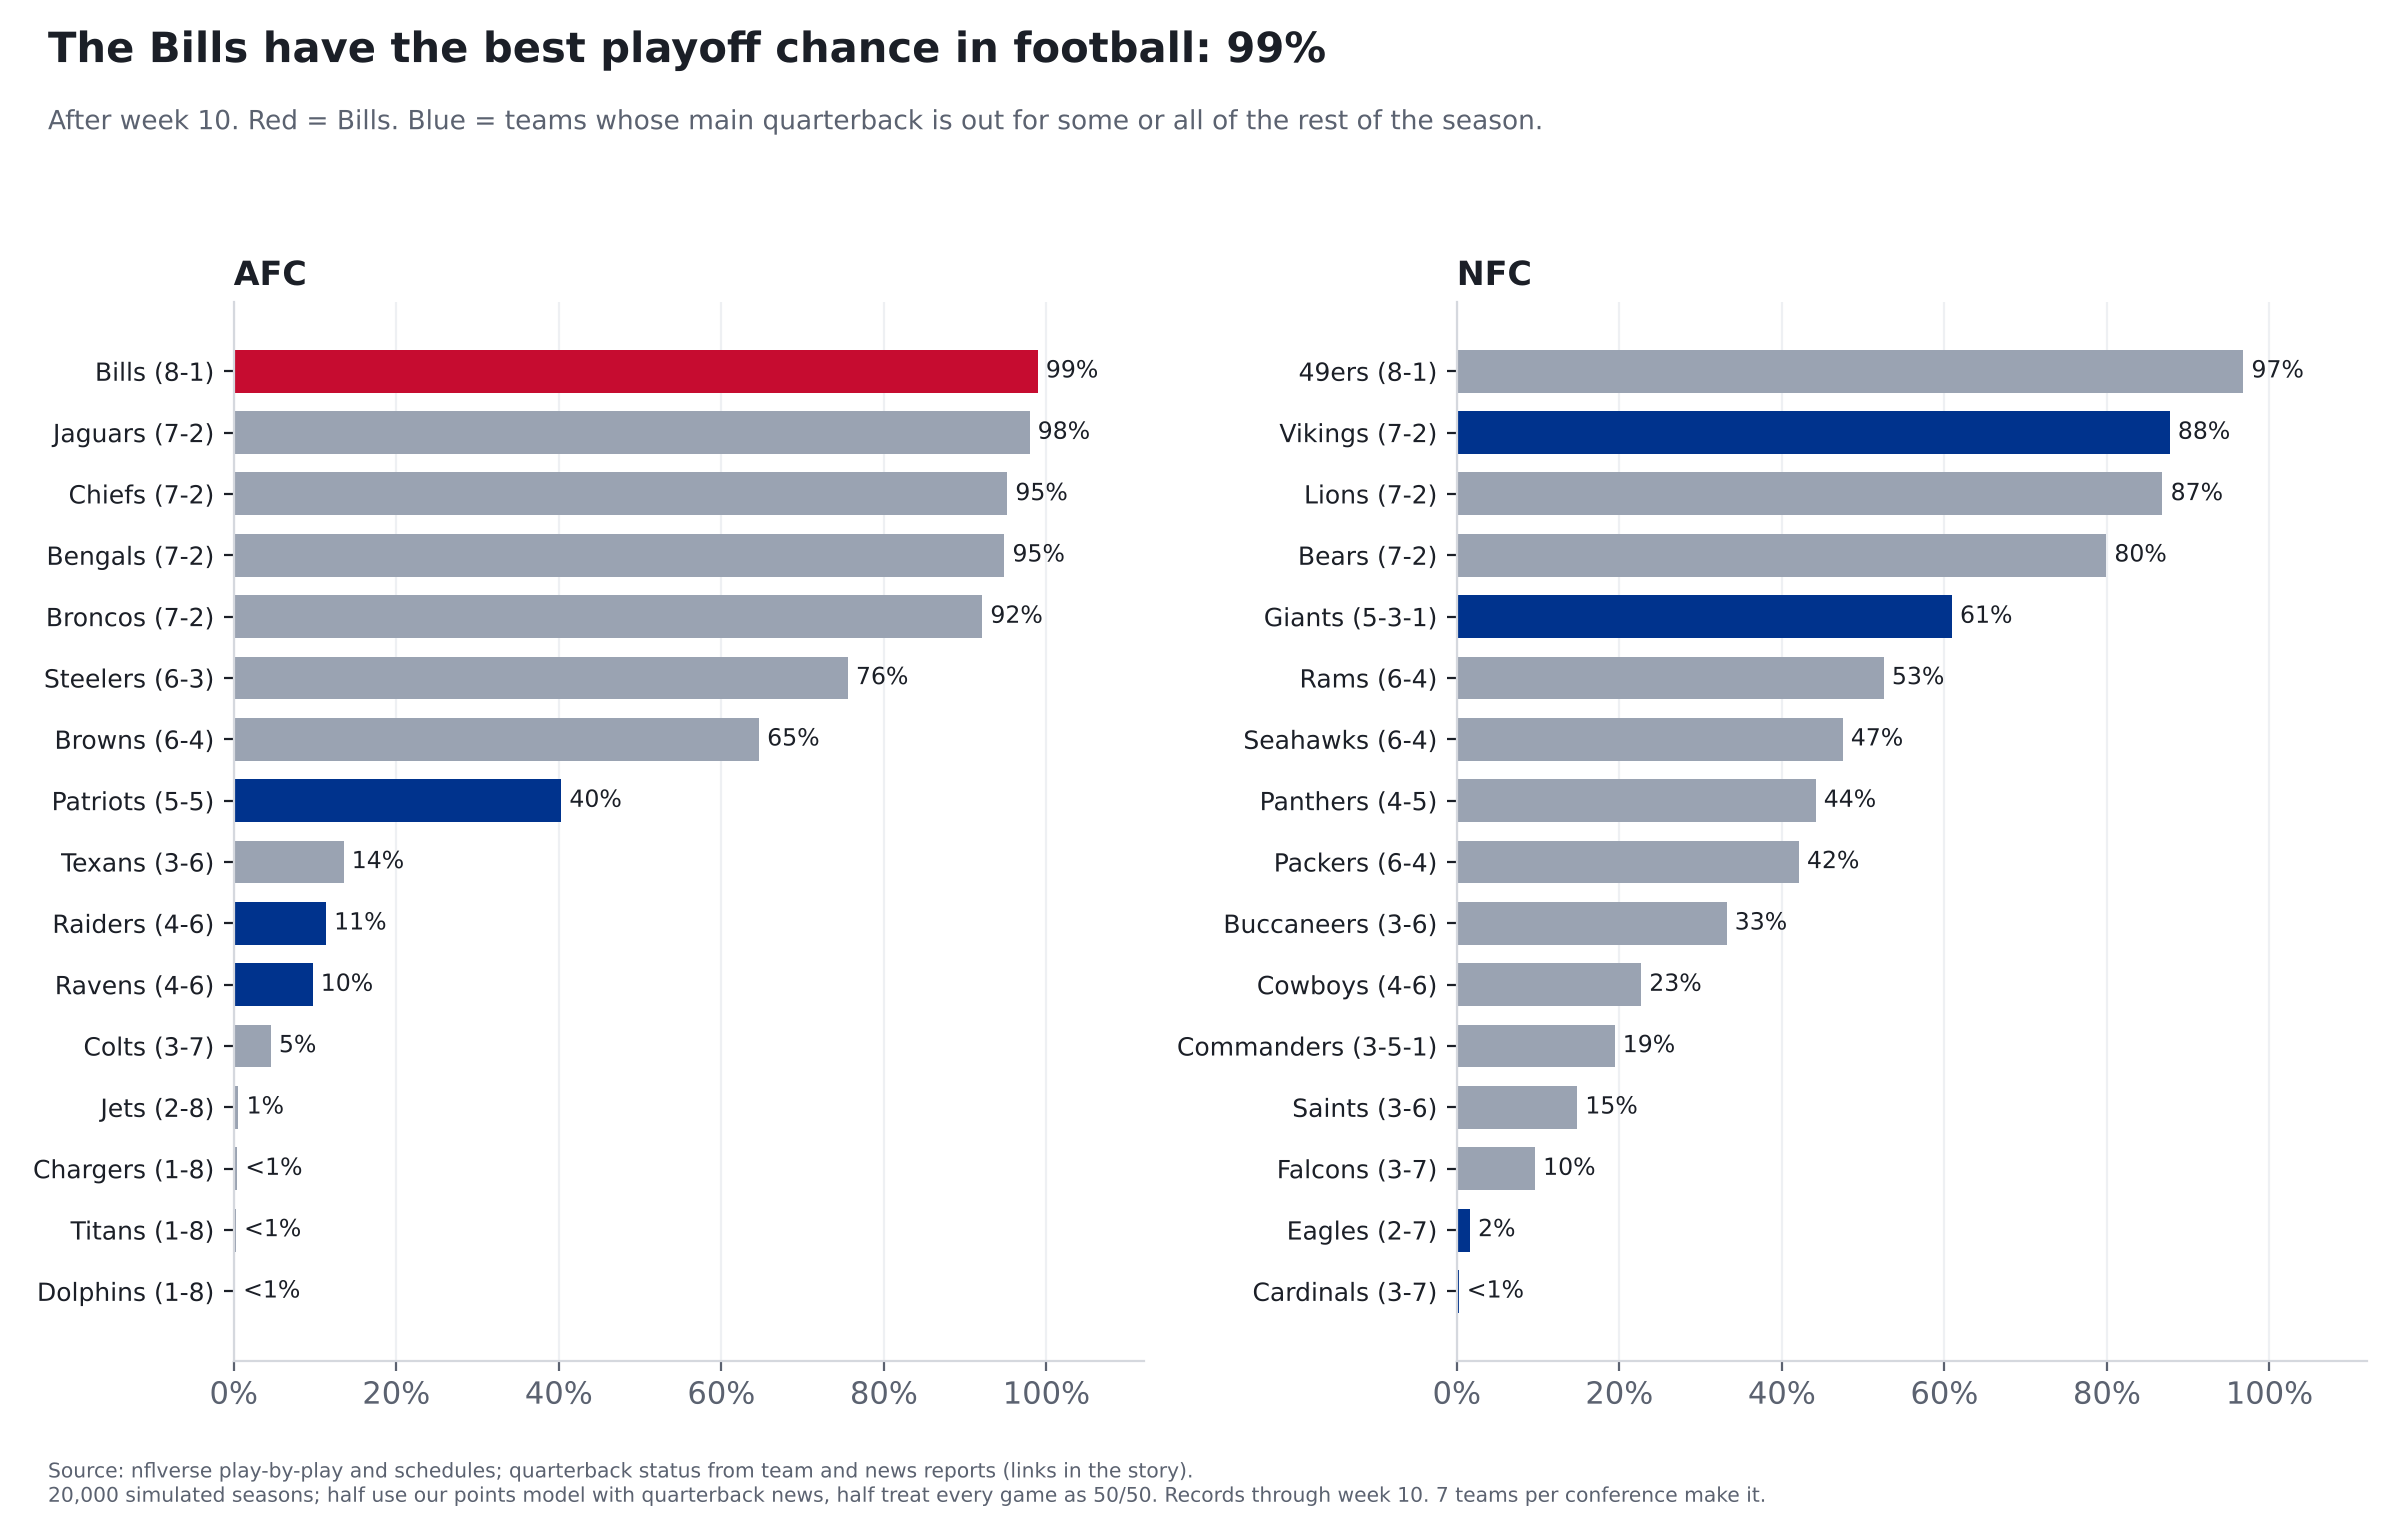 The Bills have the best playoff chance in football: 99%
After week 10. Red = Bills. Blue = teams whose main quarterback is out for some or all of the rest of the season.
AFC
Bills (8-1) 99%
Jaguars (7-2) 98%
Chiefs (7-2) 95%
Bengals (7-2) 95%
Broncos (7-2) 92%
Steelers (6-3) 76%
Browns (6-4) 65%
Patriots (5-5) 40%
Texans (3-6) 14%
Raiders (4-6) 11%
Ravens (4-6) 10%
Colts (3-7) 5%
Jets (2-8) 1%
Chargers (1-8) <1%
Titans (1-8) <1%
Dolphins (1-8) <1%
0% 20% 40% 60% 80% 100%
NFC
49ers (8-1) 97%
Vikings (7-2) 88%
Lions (7-2) 87%
Bears (7-2) 80%
Giants (5-3-1) 61%
Rams (6-4) 53%
Seahawks (6-4) 47%
Panthers (4-5) 44%
Packers (6-4) 42%
Buccaneers (3-6) 33%
Cowboys (4-6) 23%
Commanders (3-5-1) 19%
Saints (3-6) 15%
Falcons (3-7) 10%
Eagles (2-7) 2%
Cardinals (3-7) <1%
0% 20% 40% 60% 80% 100%
Source: nflverse play-by-play and schedules; quarterback status from team and news reports (links in the story).
20,000 simulated seasons; half use our points model with quarterback news, half treat every game as 50/50. Records through week 10. 7 teams per conference make it.